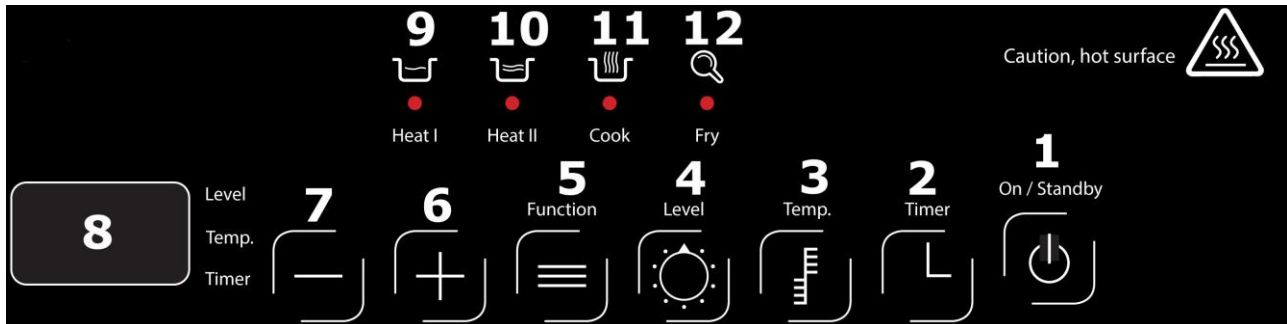 9 10 11 12
Caution, hot surface
Heat I Heat II Cook Fry
1
On / Standby
5 4 3 2
Function Level Temp. Timer
7 6
8
Level
Temp.
Timer